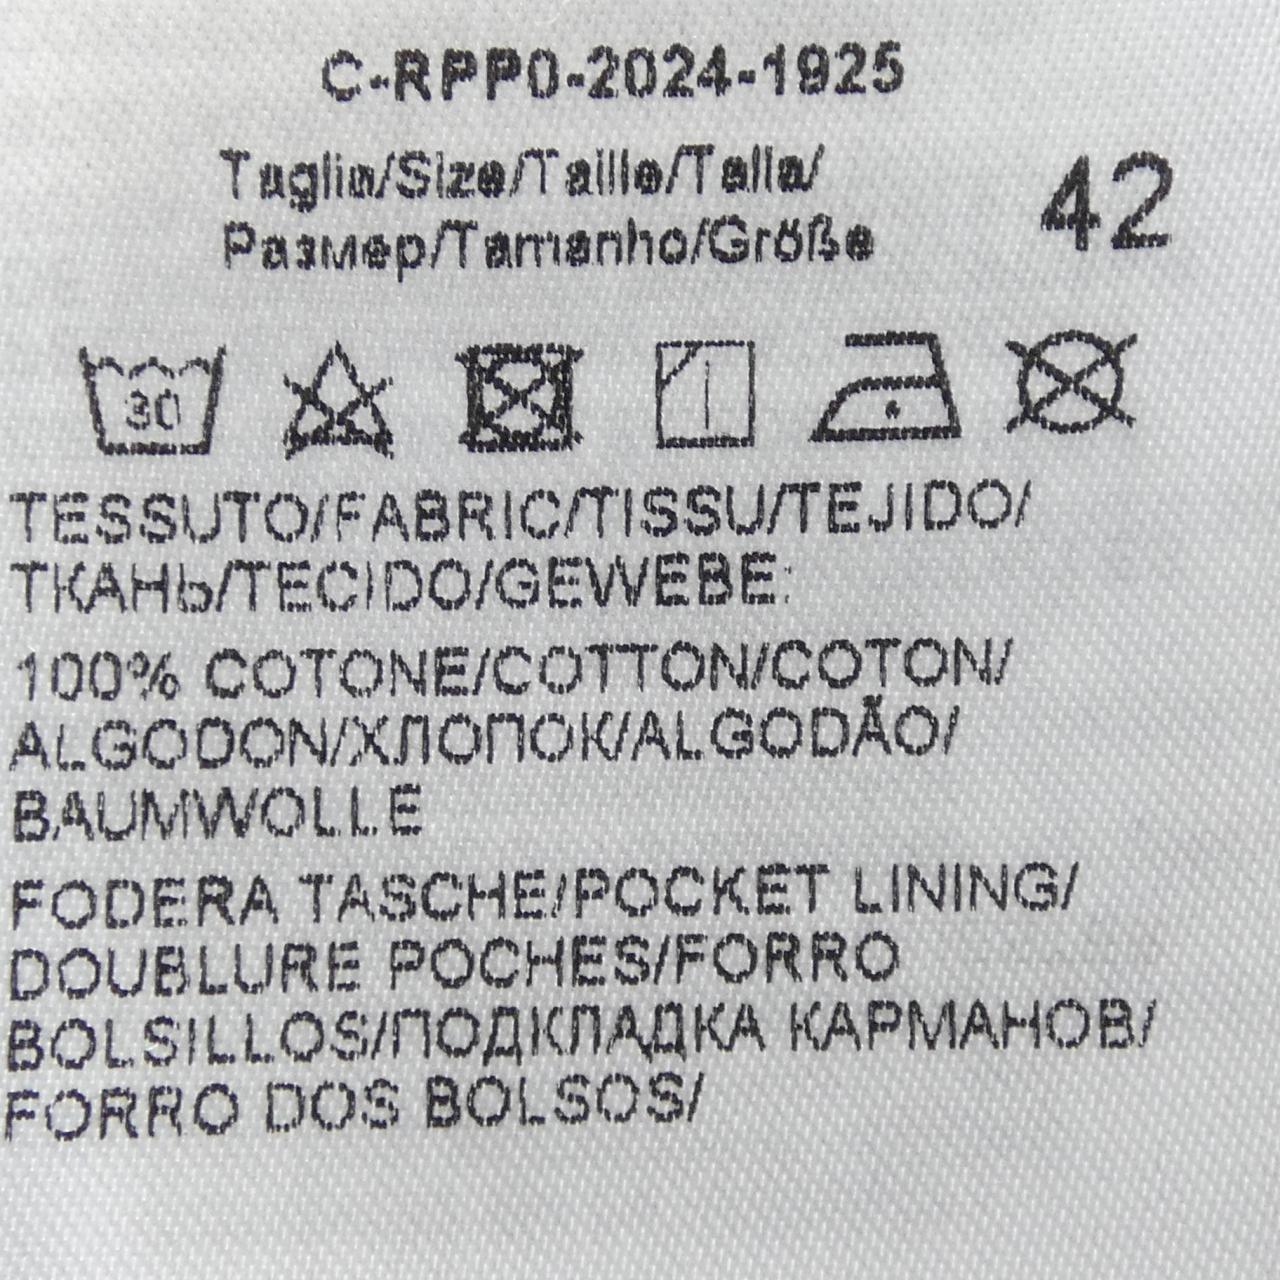 C-RPP0-2024-1925
Taglia/Size/Taille/Talla/
Размер/Tamanho/Größe
42
30
TESSUTO/FABRIC/TISSU/TEJIDO/
ТКАНЬ/TECIDO/GEWEBE:
100% COTONE/COTTON/COTON/
ALGODON/ХЛОПОК/ALGODÃO/
BAUMWOLLE
FODERA TASCHE/POCKET LINING/
DOUBLURE POCHES/FORRO
BOLSILLOS/ПОДКЛАДКА КАРМАНОВ/
FORRO DOS BOLSOS/